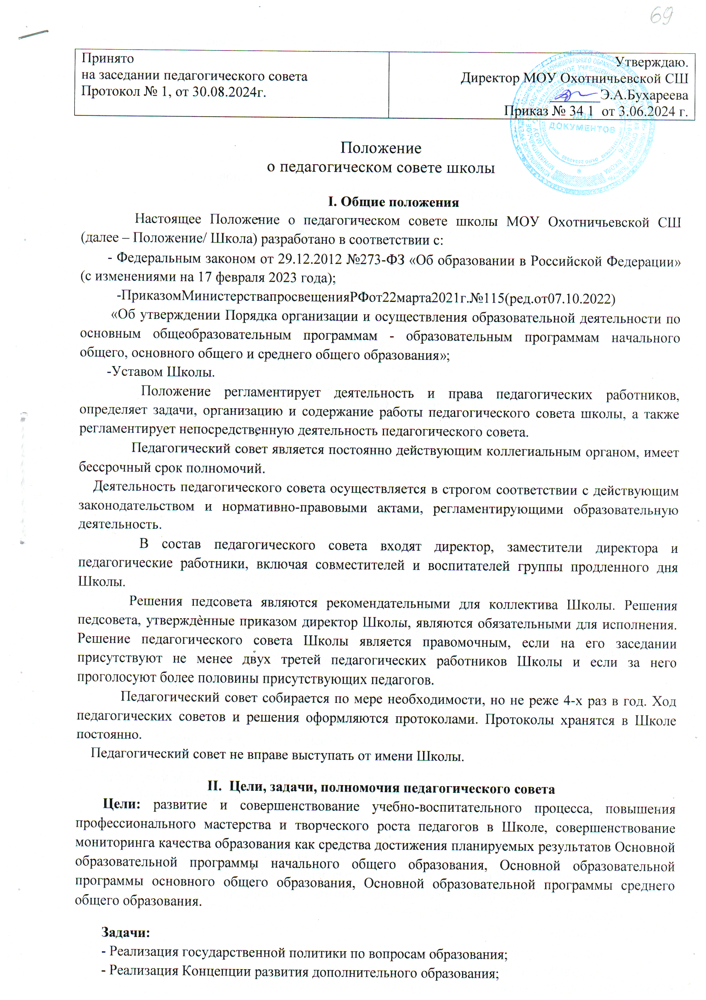 69
Принято
на заседании педагогического совета
Протокол № 1, от 30.08.2024г.
Утверждаю.
Директор МОУ Охотничьевской СШ
Э.А.Бухареева
Приказ № 34 1 от 3.06.2024 г.
ДЛЯ
ДОКУМЕНТОВ
Положение
о педагогическом совете школы
I. Общие положения
Настоящее Положение о педагогическом совете школы МОУ Охотничьевской СШ
(далее – Положение/ Школа) разработано в соответствии с:
- Федеральным законом от 29.12.2012 №273-ФЗ «Об образовании в Российской Федерации»
(с изменениями на 17 февраля 2023 года);
-ПриказомМинистерствапросвещенияРФот22марта2021г.№115(ред.от07.10.2022)
«Об утверждении Порядка организации и осуществления образовательной деятельности по
основным общеобразовательным программам - образовательным программам начального
общего, основного общего и среднего общего образования»;
-Уставом Школы.
Положение регламентирует деятельность и права педагогических работников,
определяет задачи, организацию и содержание работы педагогического совета школы, а также
регламентирует непосредственную деятельность педагогического совета.
Педагогический совет является постоянно действующим коллегиальным органом, имеет
бессрочный срок полномочий.
Деятельность педагогического совета осуществляется в строгом соответствии с действующим
законодательством и нормативно-правовыми актами, регламентирующими образовательную
деятельность.
В состав педагогического совета входят директор, заместители директора и
педагогические работники, включая совместителей и воспитателей группы продленного дня
Школы.
Решения педсовета являются рекомендательными для коллектива Школы. Решения
педсовета, утверждѐнные приказом директор Школы, являются обязательными для исполнения.
Решение педагогического совета Школы является правомочным, если на его заседании
присутствуют не менее двух третей педагогических работников Школы и если за него
проголосуют более половины присутствующих педагогов.
Педагогический совет собирается по мере необходимости, но не реже 4-х раз в год. Ход
педагогических советов и решения оформляются протоколами. Протоколы хранятся в Школе
постоянно.
Педагогический совет не вправе выступать от имени Школы.
II. Цели, задачи, полномочия педагогического совета
Цели: развитие и совершенствование учебно-воспитательного процесса, повышения
профессионального мастерства и творческого роста педагогов в Школе, совершенствование
мониторинга качества образования как средства достижения планируемых результатов Основной
образовательной программы начального общего образования, Основной образовательной
программы основного общего образования, Основной образовательной программы среднего
общего образования.
Задачи:
- Реализация государственной политики по вопросам образования;
- Реализация Концепции развития дополнительного образования;